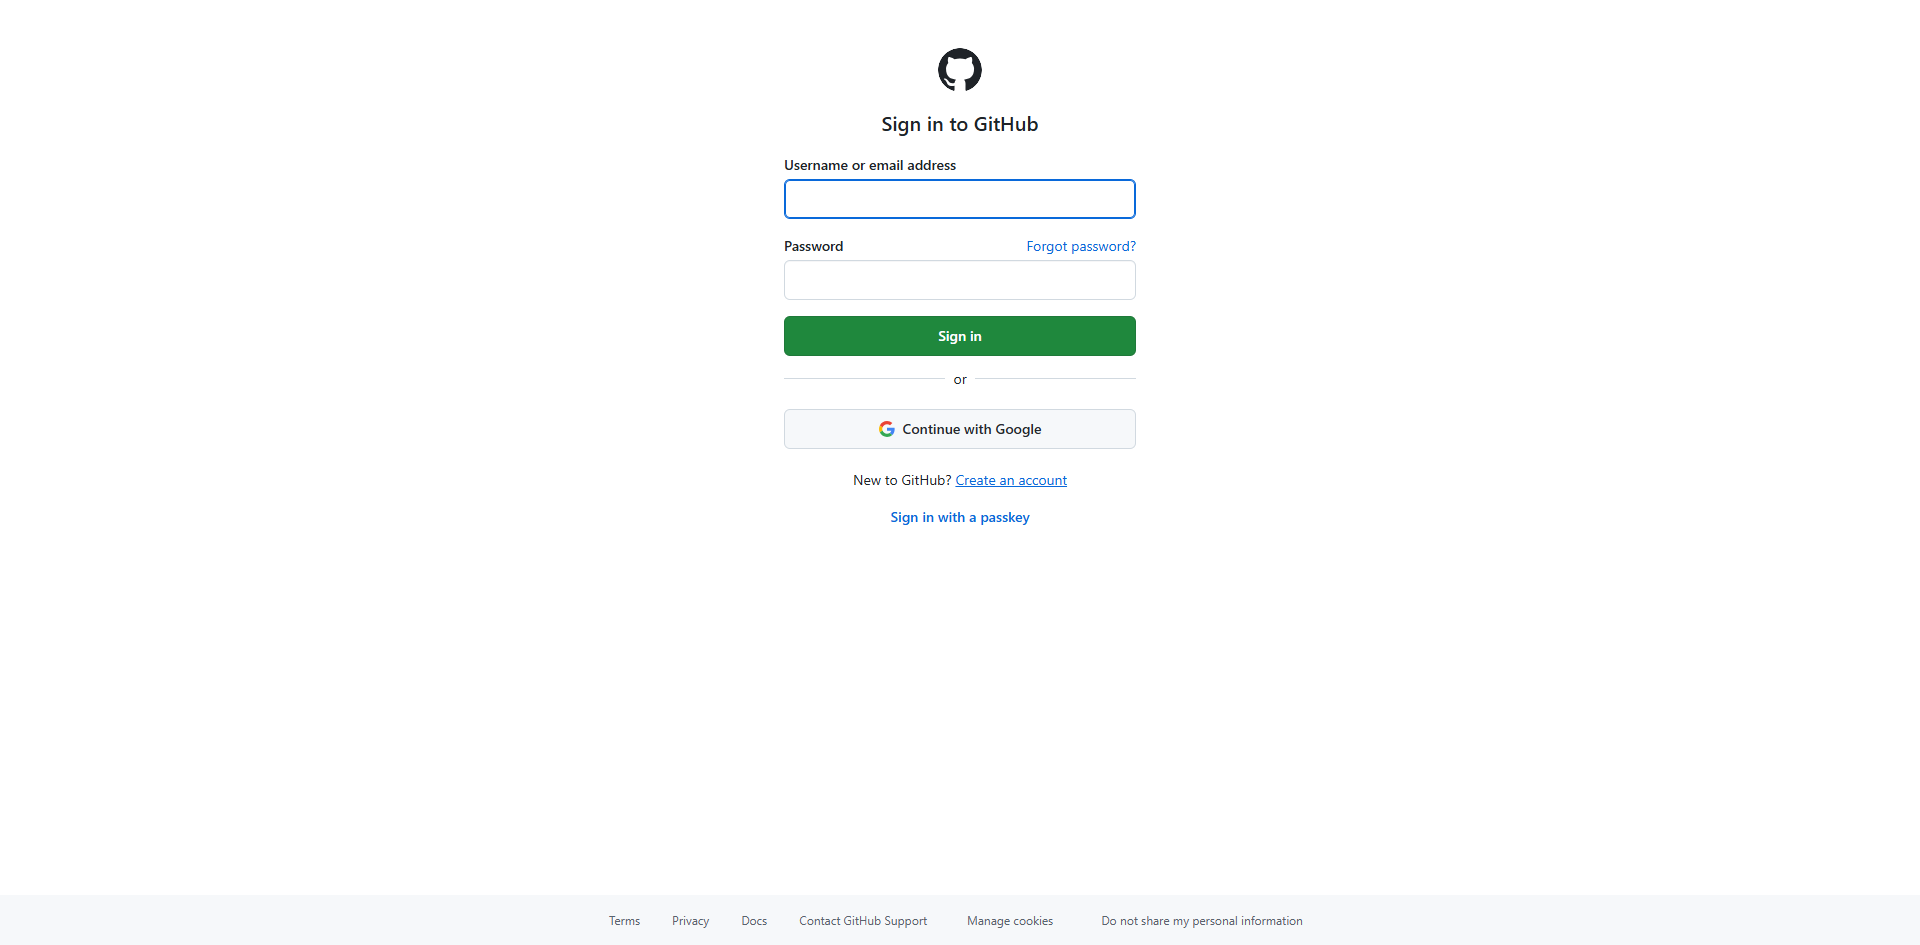 Sign in to GitHub
Username or email address
Password Forgot password?
Sign in
or
Continue with Google
New to GitHub? Create an account
Sign in with a passkey
Terms Privacy Docs Contact GitHub Support Manage cookies Do not share my personal information